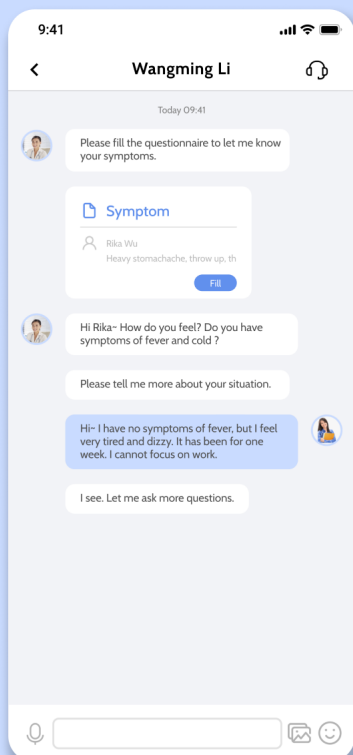 9:41
Wangming Li
Today 09:41
Please fill the questionnaire to let me know
your symptoms.
Symptom
Rika Wu
Heavy stomachache, throw up, th
Fill
Hi Rika~ How do you feel? Do you have
symptoms of fever and cold ?
Please tell me more about your situation.
Hi~ I have no symptoms of fever, but I feel
very tired and dizzy. It has been for one
week. I cannot focus on work.
I see. Let me ask more questions.